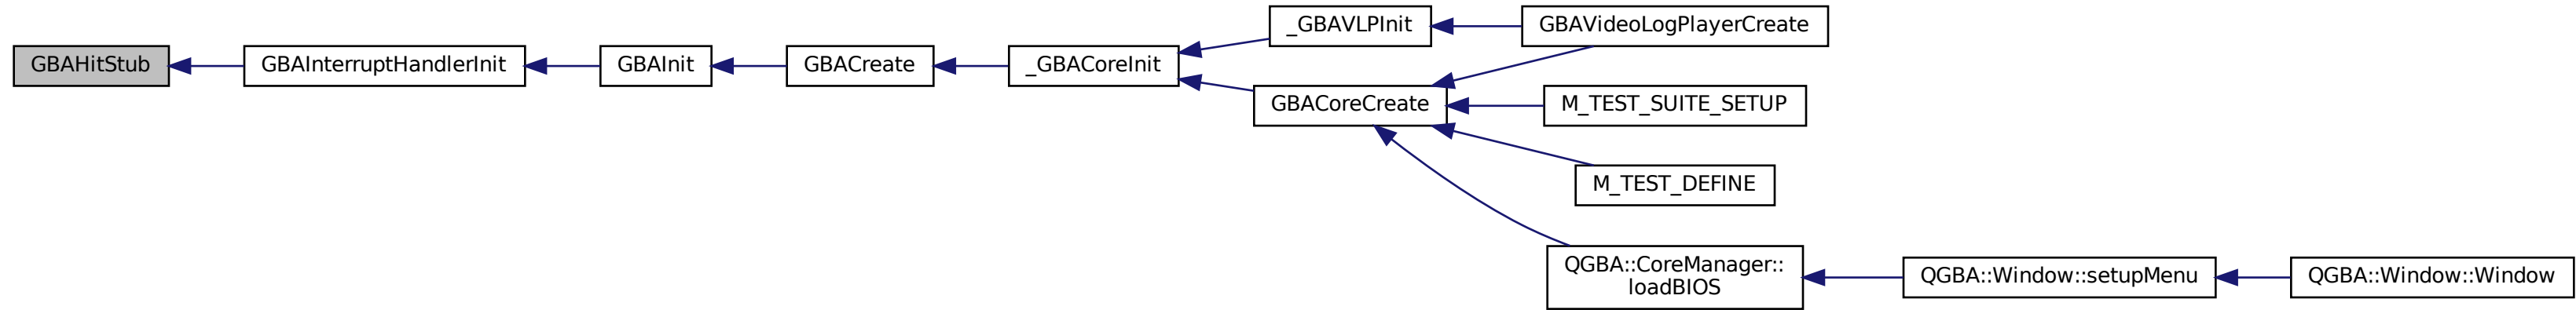 GBAHitStub
GBAInterruptHandlerInit
GBAInit
GBACreate
_GBACoreInit
_GBAVLPInit
GBAVideoLogPlayerCreate
GBACoreCreate
M_TEST_SUITE_SETUP
M_TEST_DEFINE
QGBA::CoreManager::
loadBIOS
QGBA::Window::setupMenu
QGBA::Window::Window